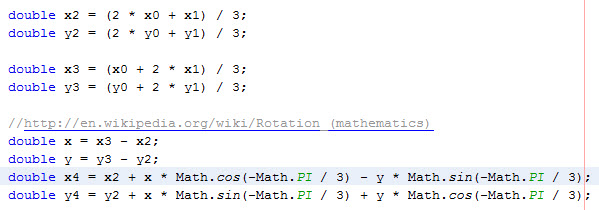 double x2 = (2 * x0 + x1) / 3;
double y2 = (2 * y0 + y1) / 3;
double x3 = (x0 + 2 * x1) / 3;
double y3 = (y0 + 2 * y1) / 3;
//http://en.wikipedia.org/wiki/Rotation (mathematics)
double x = x3 - x2;
double y = y3 - y2;
double x4 = x2 + x * Math.cos(-Math.PI / 3) - y * Math.sin(-Math.PI / 3);
double y4 = y2 + x * Math.sin(-Math.PI / 3) + y * Math.cos(-Math.PI / 3);